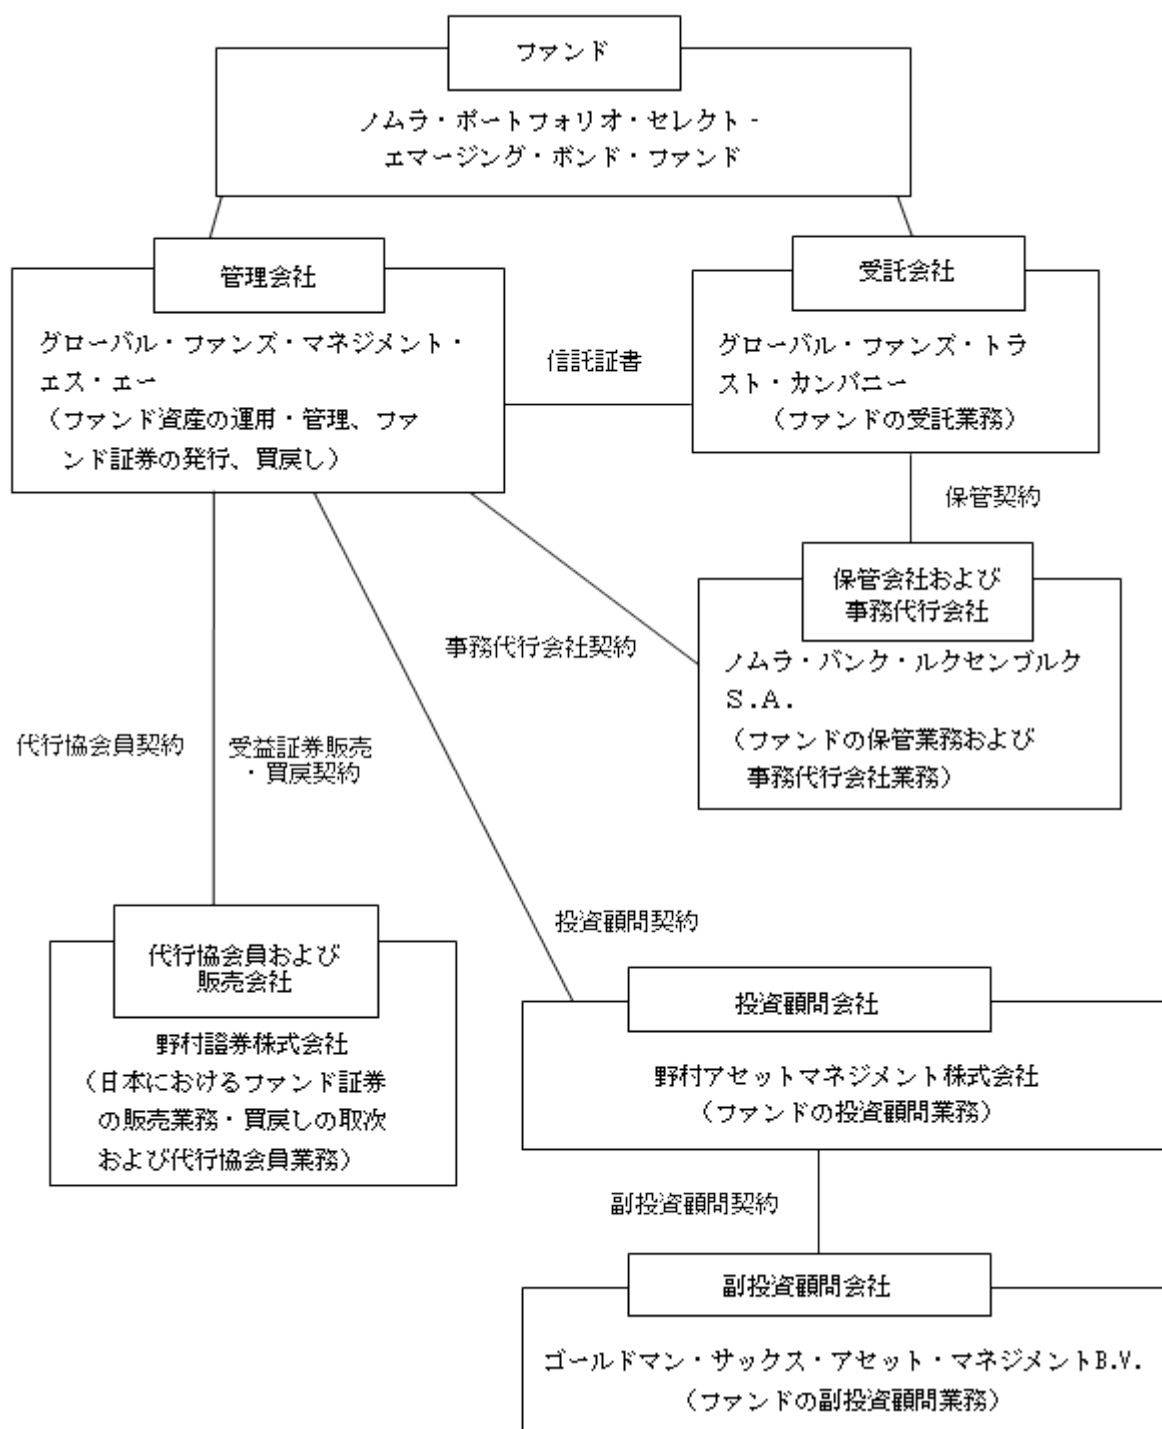 ファンド
ノムラ・ポートフォリオ・セレクト -
エマージング・ボンド・ファンド
管理会社
グローバル・ファンズ・マネジメント・
エス・エー
（ファンド資産の運用・管理、ファ
ンド証券の発行、買戻し）
信託証書
受託会社
グローバル・ファンズ・トラ
スト・カンパニー
（ファンドの受託業務）
保管契約
保管会社および
事務代行会社
ノムラ・バンク・ルクセンブルク
Ｓ.Ａ.
（ファンドの保管業務および
事務代行会社業務）
事務代行会社契約
代行協会員契約
受益証券販売
・買戻契約
投資顧問契約
代行協会員および
販売会社
野村證券株式会社
（日本におけるファンド証券
の販売業務・買戻しの取次
および代行協会員業務）
投資顧問会社
野村アセットマネジメント株式会社
（ファンドの投資顧問業務）
副投資顧問契約
副投資顧問会社
ゴールドマン・サックス・アセット・マネジメントB.V.
（ファンドの副投資顧問業務）